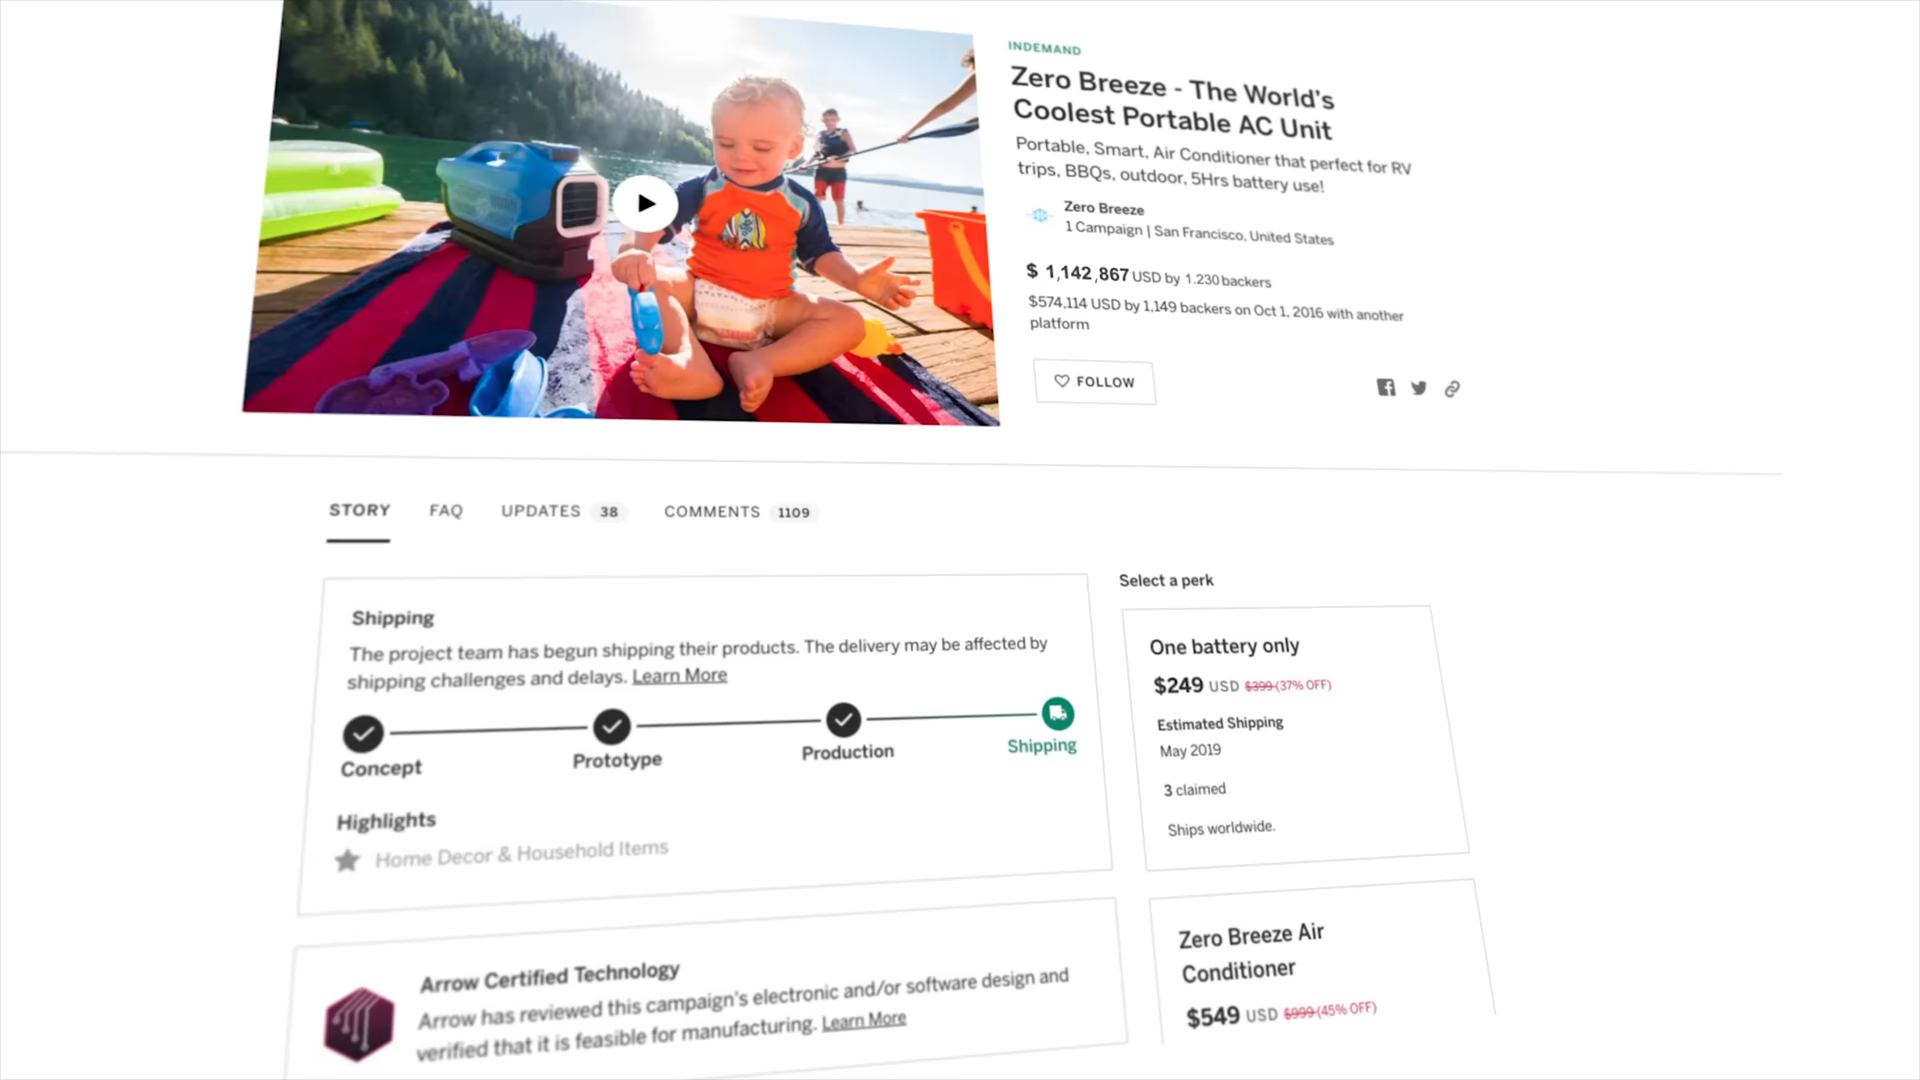 INDEMAND
Zero Breeze - The World's
Coolest Portable AC Unit
Portable, Smart, Air Conditioner that perfect for RV
trips, BBQs, outdoor, 5Hrs battery use!
Zero Breeze
1 Campaign | San Francisco, United States
$ 1,142,867 USD by 1.230 backers
$574,114 USD by 1,149 backers on Oct 1, 2016 with another
platform
FOLLOW
STORY FAQ UPDATES 38 COMMENTS 1109
Shipping
The project team has begun shipping their products. The delivery may be affected by
shipping challenges and delays. Learn More
Concept Prototype Production Shipping
Highlights
Home Decor & Household Items
Arrow Certified Technology
Arrow has reviewed this campaign's electronic and/or software design and
verified that it is feasible for manufacturing. Learn More
Select a perk
One battery only
$249 USD $399 (37% OFF)
Estimated Shipping
May 2019
3 claimed
Ships worldwide.
Zero Breeze Air
Conditioner
$549 USD $999 (45% OFF)